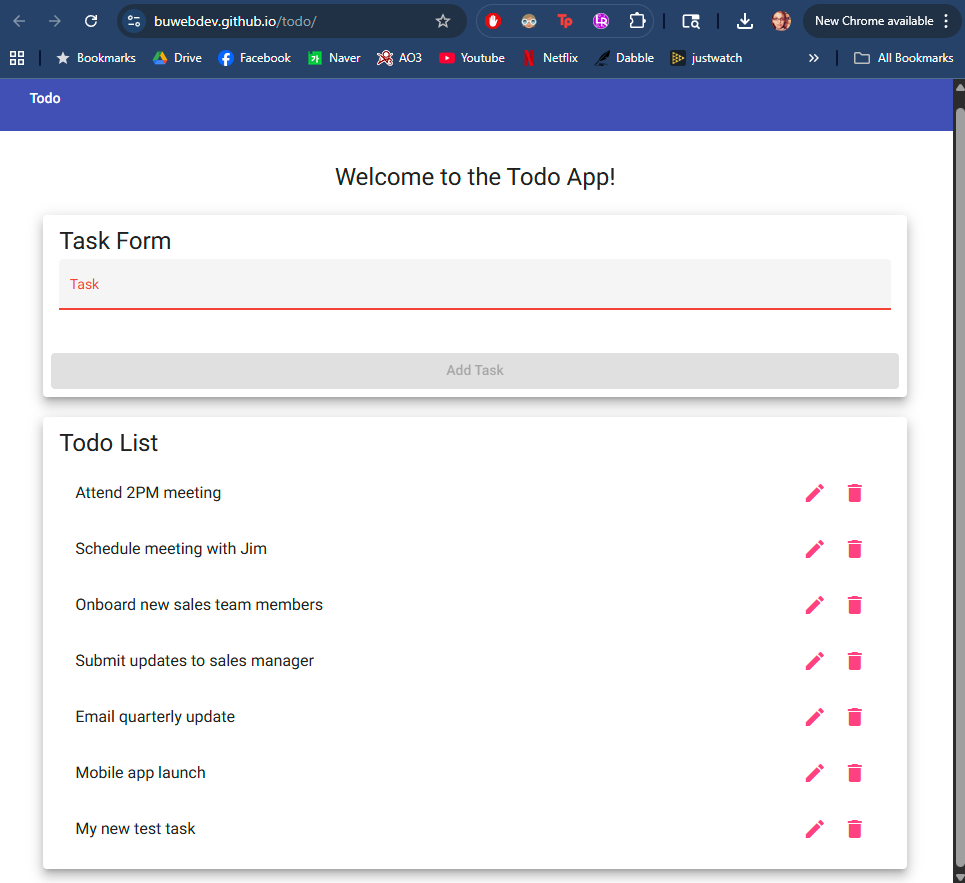 buwebdev.github.io/todo/
Tp
LR
New Chrome available
Bookmarks Drive Facebook Naver AO3 Youtube Netflix Dabble justwatch » All Bookmarks
Todo
Welcome to the Todo App!
Task Form
Task
Add Task
Todo List
Attend 2PM meeting
Schedule meeting with Jim
Onboard new sales team members
Submit updates to sales manager
Email quarterly update
Mobile app launch
My new test task